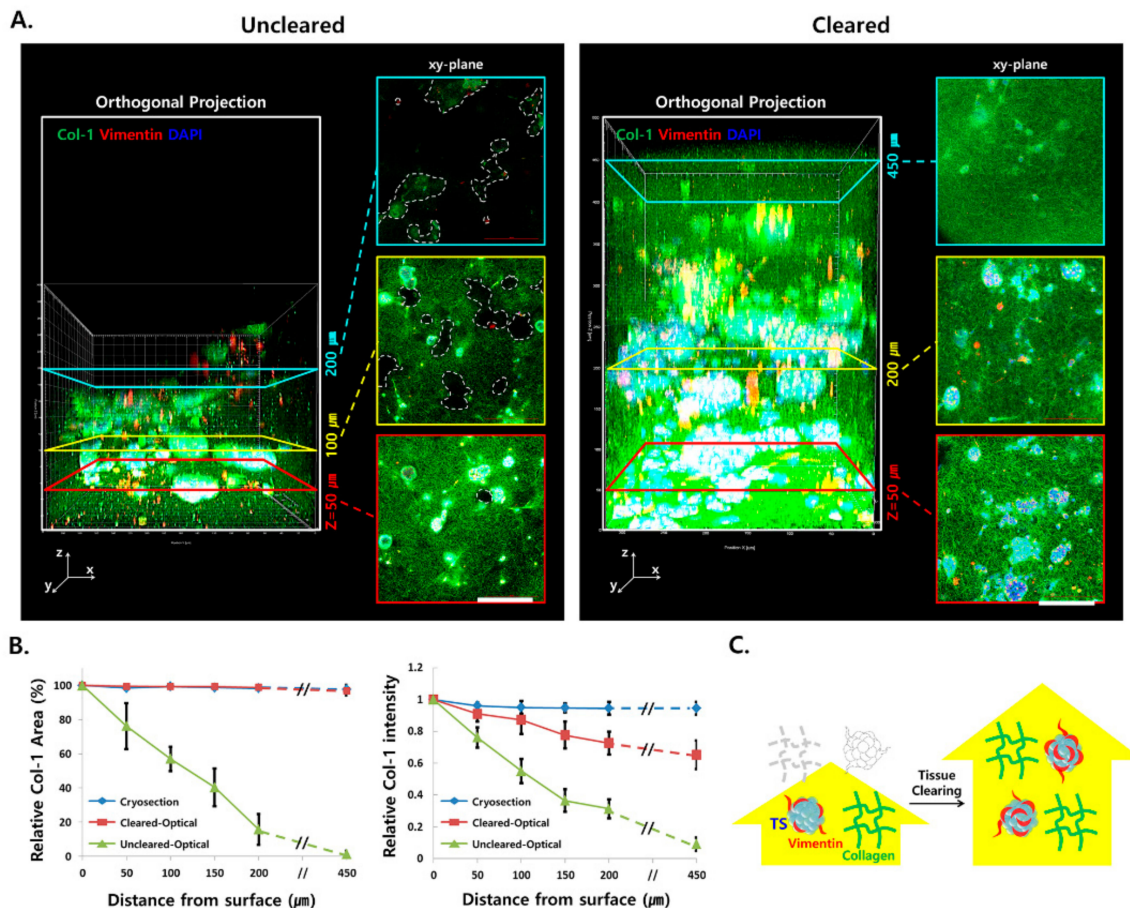 A.
Uncleared
Cleared
xy-plane
Orthogonal Projection
Col-1 Vimentin DAPI
200 μm
100 μm
Z=50 μm
z
y
x
xy-plane
Orthogonal Projection
Col-1 Vimentin DAPI
450 μm
200 μm
Z=50 μm
z
y
x
B.
Relative Col-1 Area (%)
100
80
60
40
20
0
Cryosection
Cleared-Optical
Uncleared-Optical
//
//
0 50 100 150 200 // 450
Distance from surface (μm)
Relative Col-1 intensity
1.2
1
0.8
0.6
0.4
0.2
0
Cryosection
Cleared-Optical
Uncleared-Optical
//
//
//
0 50 100 150 200 // 450
Distance from surface (μm)
C.
TS
Vimentin
Collagen
Tissue
Clearing